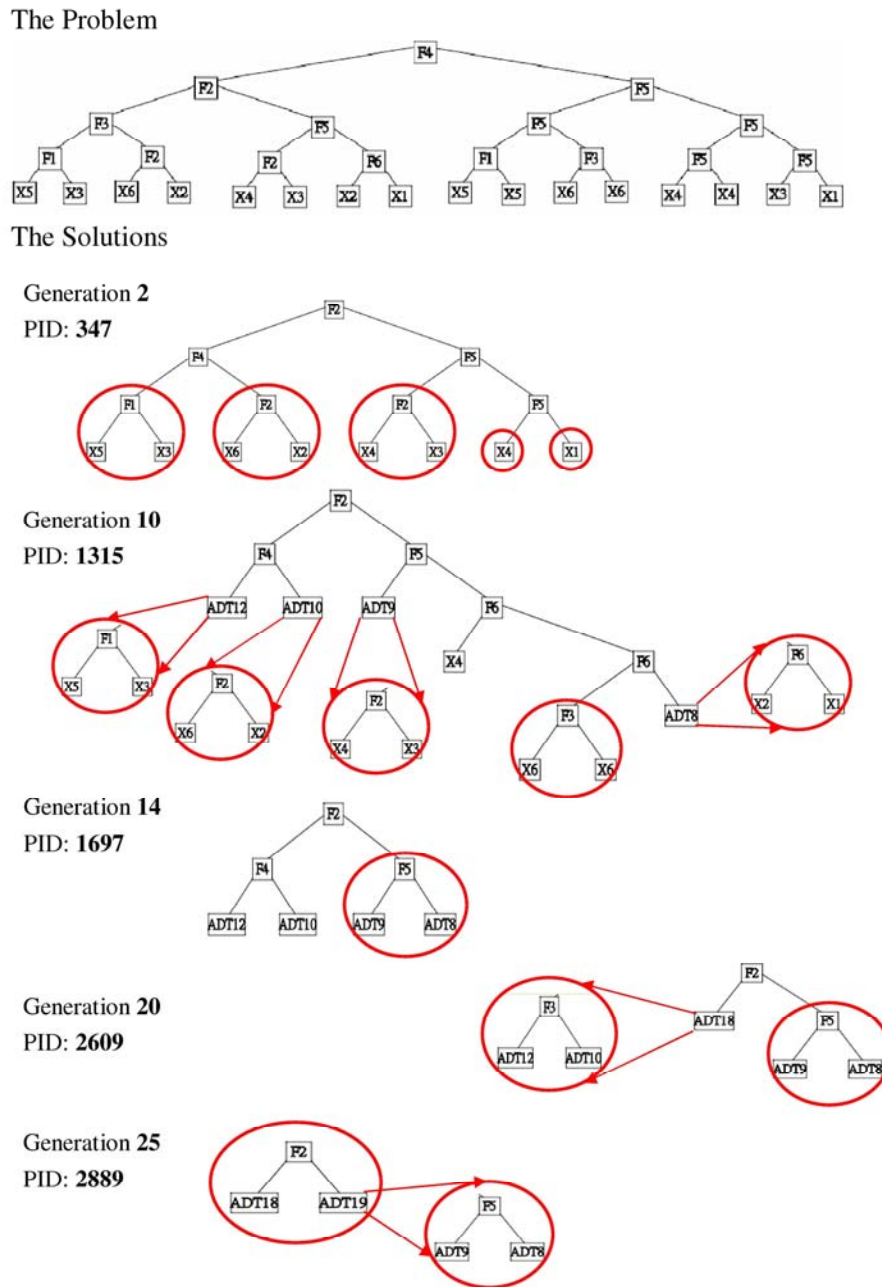 The Problem
F4
F2 F5
F3 F5 F5 F5
F1 F2 F2 F6 F1 F3 F5 F5
X5 X3 X6 X2 X4 X3 X2 X1 X5 X5 X6 X6 X4 X4 X3 X1
The Solutions
Generation 2
PID: 347
F2
F4 F5
F1 F2 F2 F5
X5 X3 X6 X2 X4 X3 X4 X1
Generation 10
PID: 1315
F2
F4 F5
ADT12 ADT10 ADT9 F6
F1 X4 F6 F6
X5 X3 F2 F2 F3 ADT8 X2 X1
X6 X2 X4 X3 X6 X6
Generation 14
PID: 1697
F2
F4 F5
ADT12 ADT10 ADT9 ADT8
Generation 20
PID: 2609
F2
F3 ADT18 F5
ADT12 ADT10 ADT9 ADT8
Generation 25
PID: 2889
F2
ADT18 ADT19 F5
ADT9 ADT8